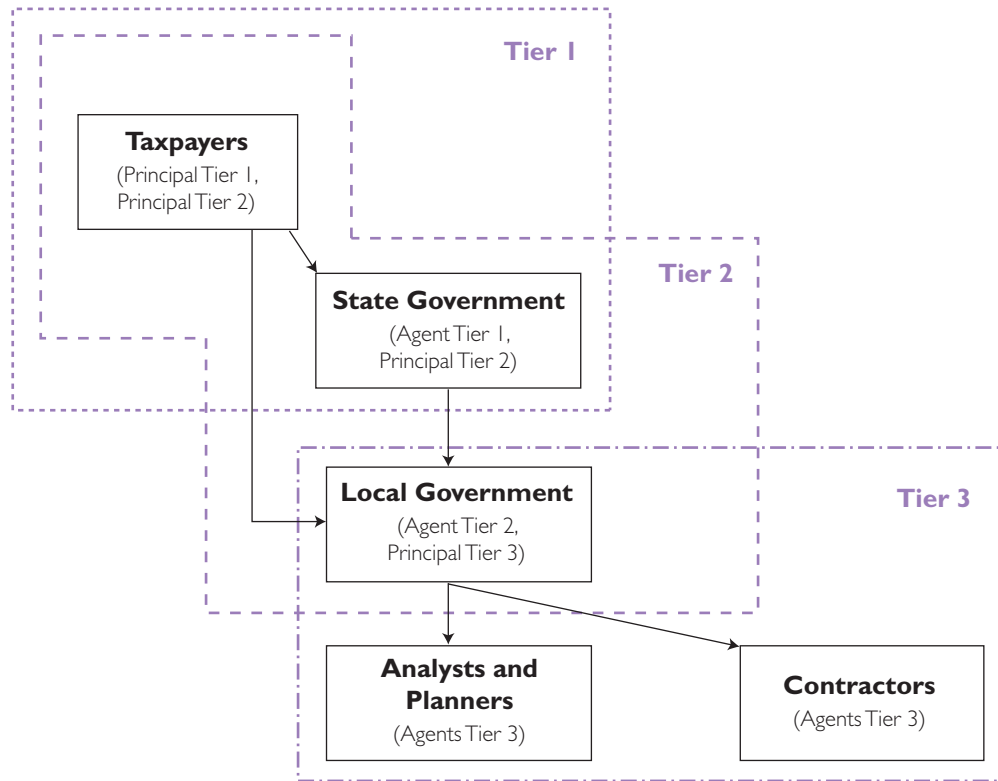 Tier 1
Taxpayers
(Principal Tier 1,
Principal Tier 2)
Tier 2
State Government
(Agent Tier 1,
Principal Tier 2)
Local Government
(Agent Tier 2,
Principal Tier 3)
Tier 3
Analysts and
Planners
(Agents Tier 3)
Contractors
(Agents Tier 3)